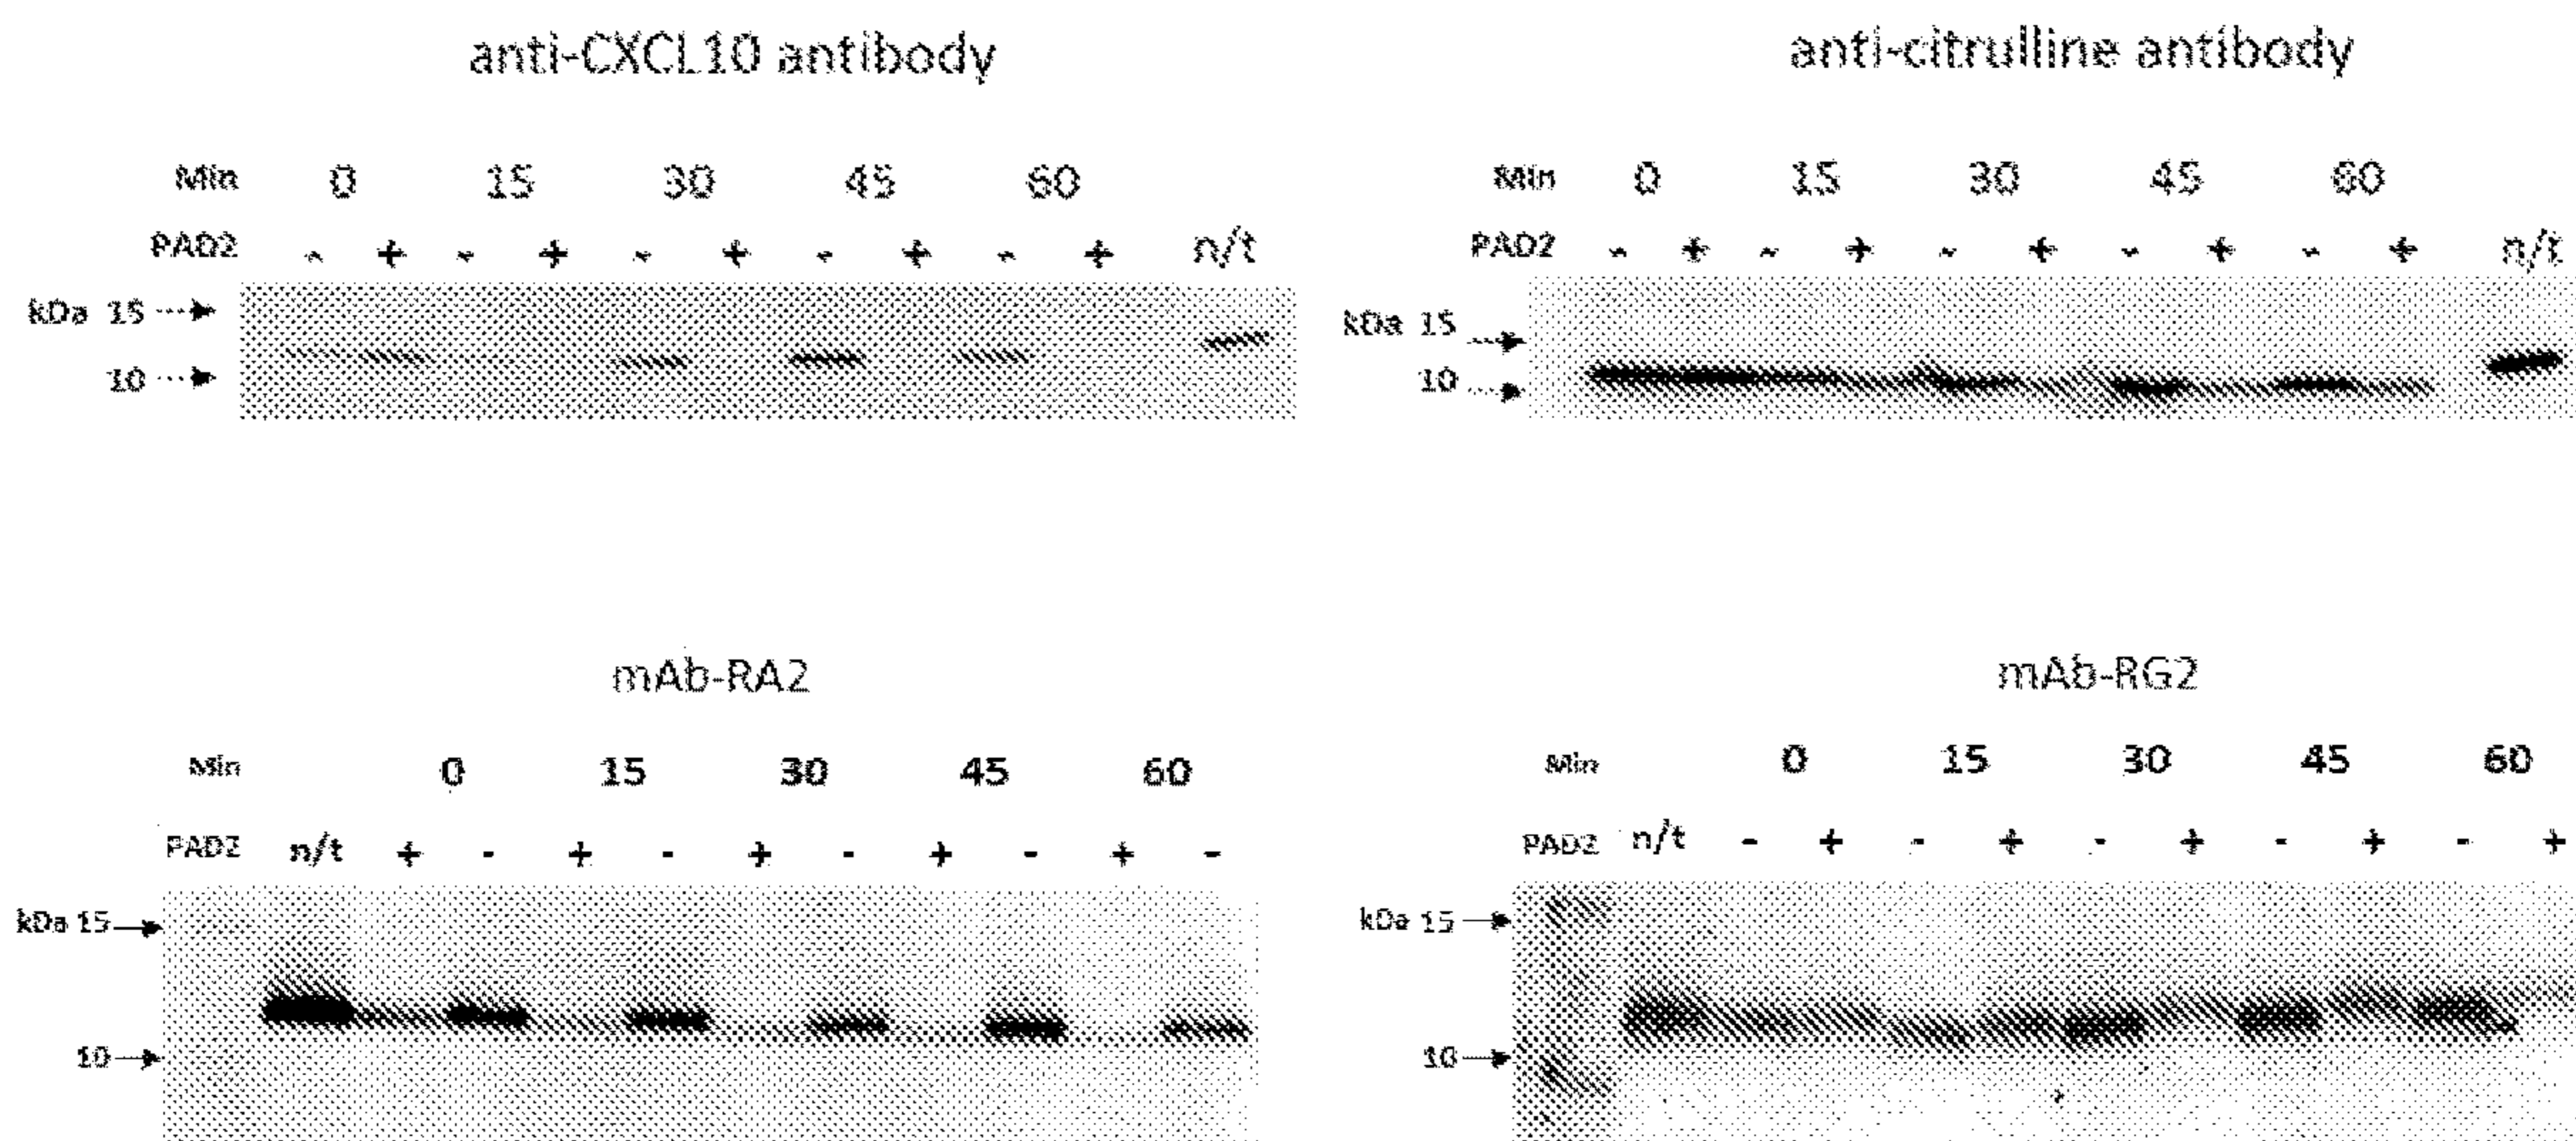 anti-CXCL10 antibody
Min 0 15 30 45 60
PAD2 - + - + - + - + - + n/t
kDa 15
10
anti-citrulline antibody
Min 0 15 30 45 60
PAD2 - + - + - + - + - + n/t
kDa 15
10
mAb-RA2
Min 0 15 30 45 60
PAD2 n/t + - + - + - + - + -
kDa 15
10
mAb-RG2
Min 0 15 30 45 60
PAD2 n/t - + - + - + - + - +
kDa 15
10